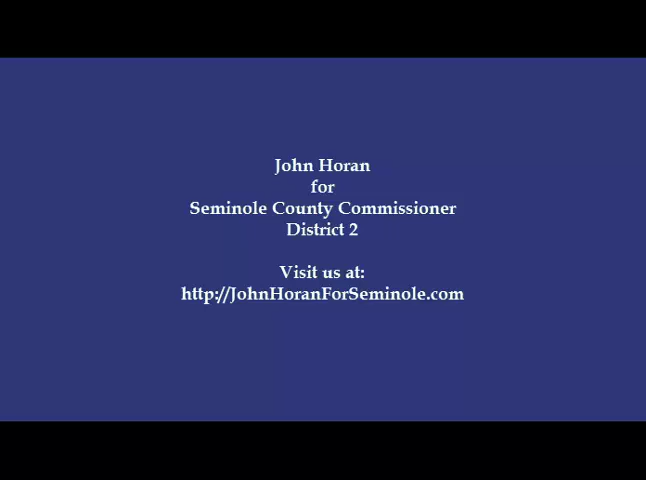 John Horan
for
Seminole County Commissioner
District 2
Visit us at:
http://JohnHoranForSeminole.com